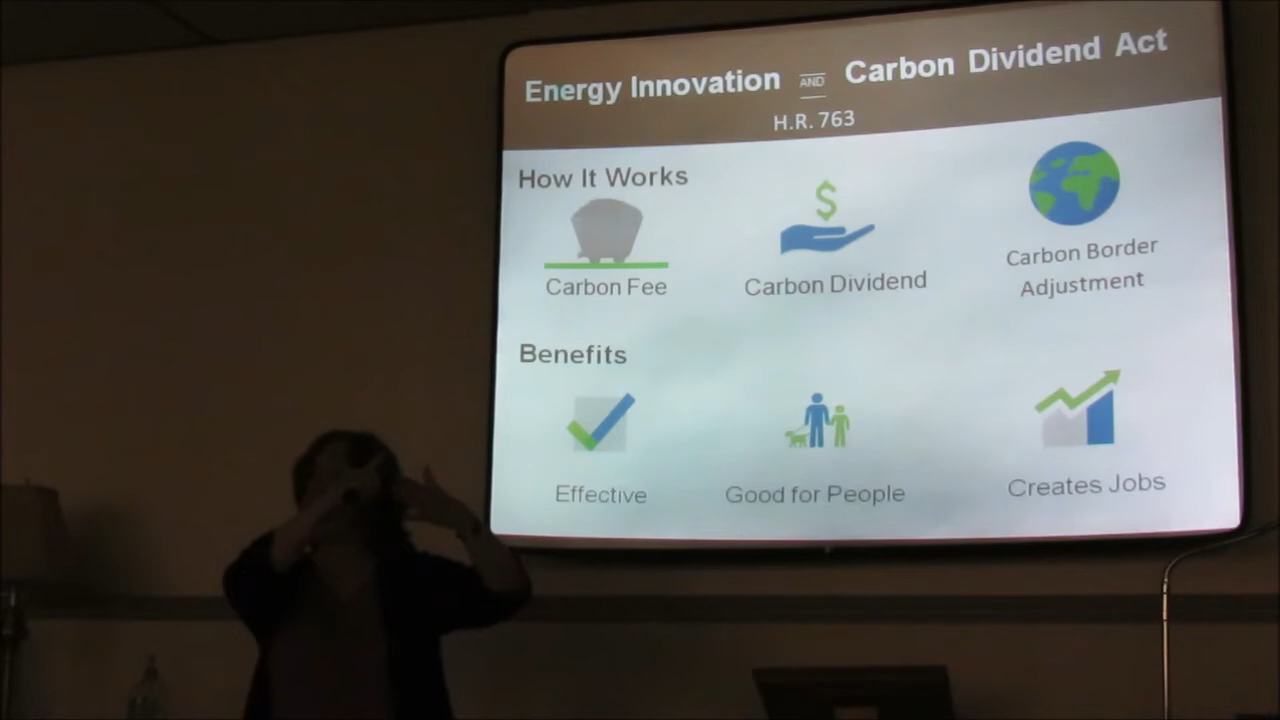 Energy Innovation AND Carbon Dividend Act
H.R. 763
How It Works
Carbon Fee
$
Carbon Dividend
Carbon Border
Adjustment
Benefits
Effective
Good for People
Creates Jobs